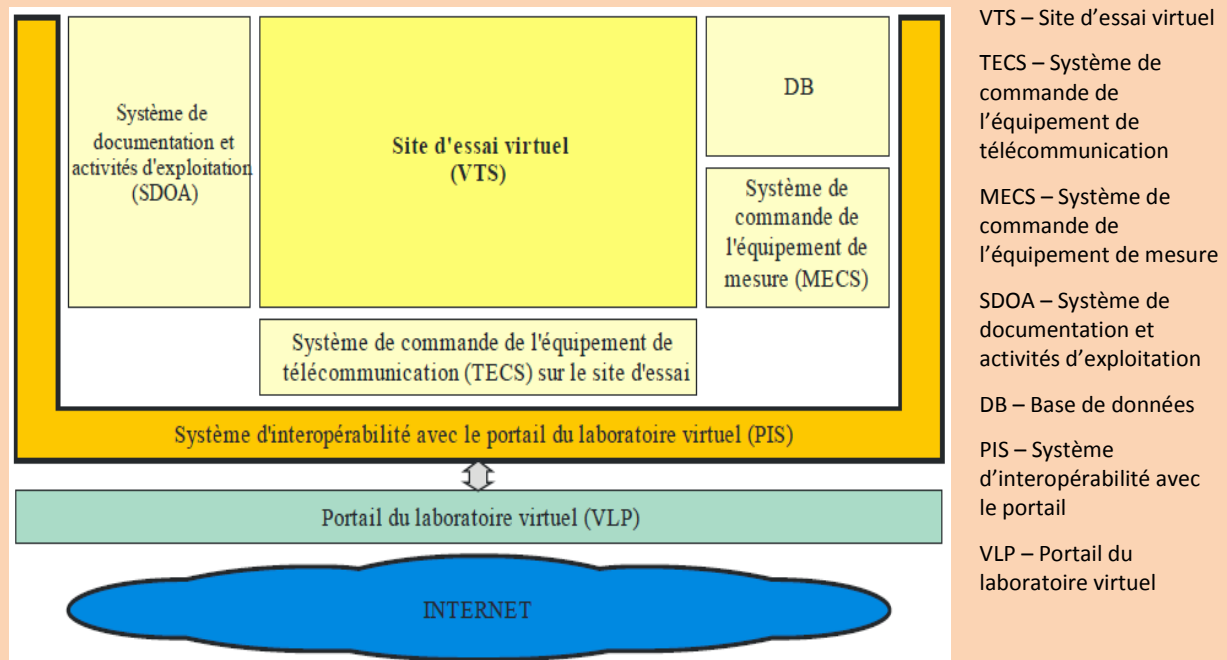 Système de
documentation et
activités d'exploitation
(SDOA)
Site d'essai virtuel
(VTS)
DB
Système de
commande de
l'équipement de
mesure (MECS)
Système de commande de l'équipement de
télécommunication (TECS) sur le site d'essai
Système d'interopérabilité avec le portail du laboratoire virtuel (PIS)
Portail du laboratoire virtuel (VLP)
INTERNET
VTS – Site d’essai virtuel
TECS – Système de
commande de
l’équipement de
télécommunication
MECS – Système de
commande de
l’équipement de mesure
SDOA – Système de
documentation et
activités d’exploitation
DB – Base de données
PIS – Système
d’interopérabilité avec
le portail
VLP – Portail du
laboratoire virtuel